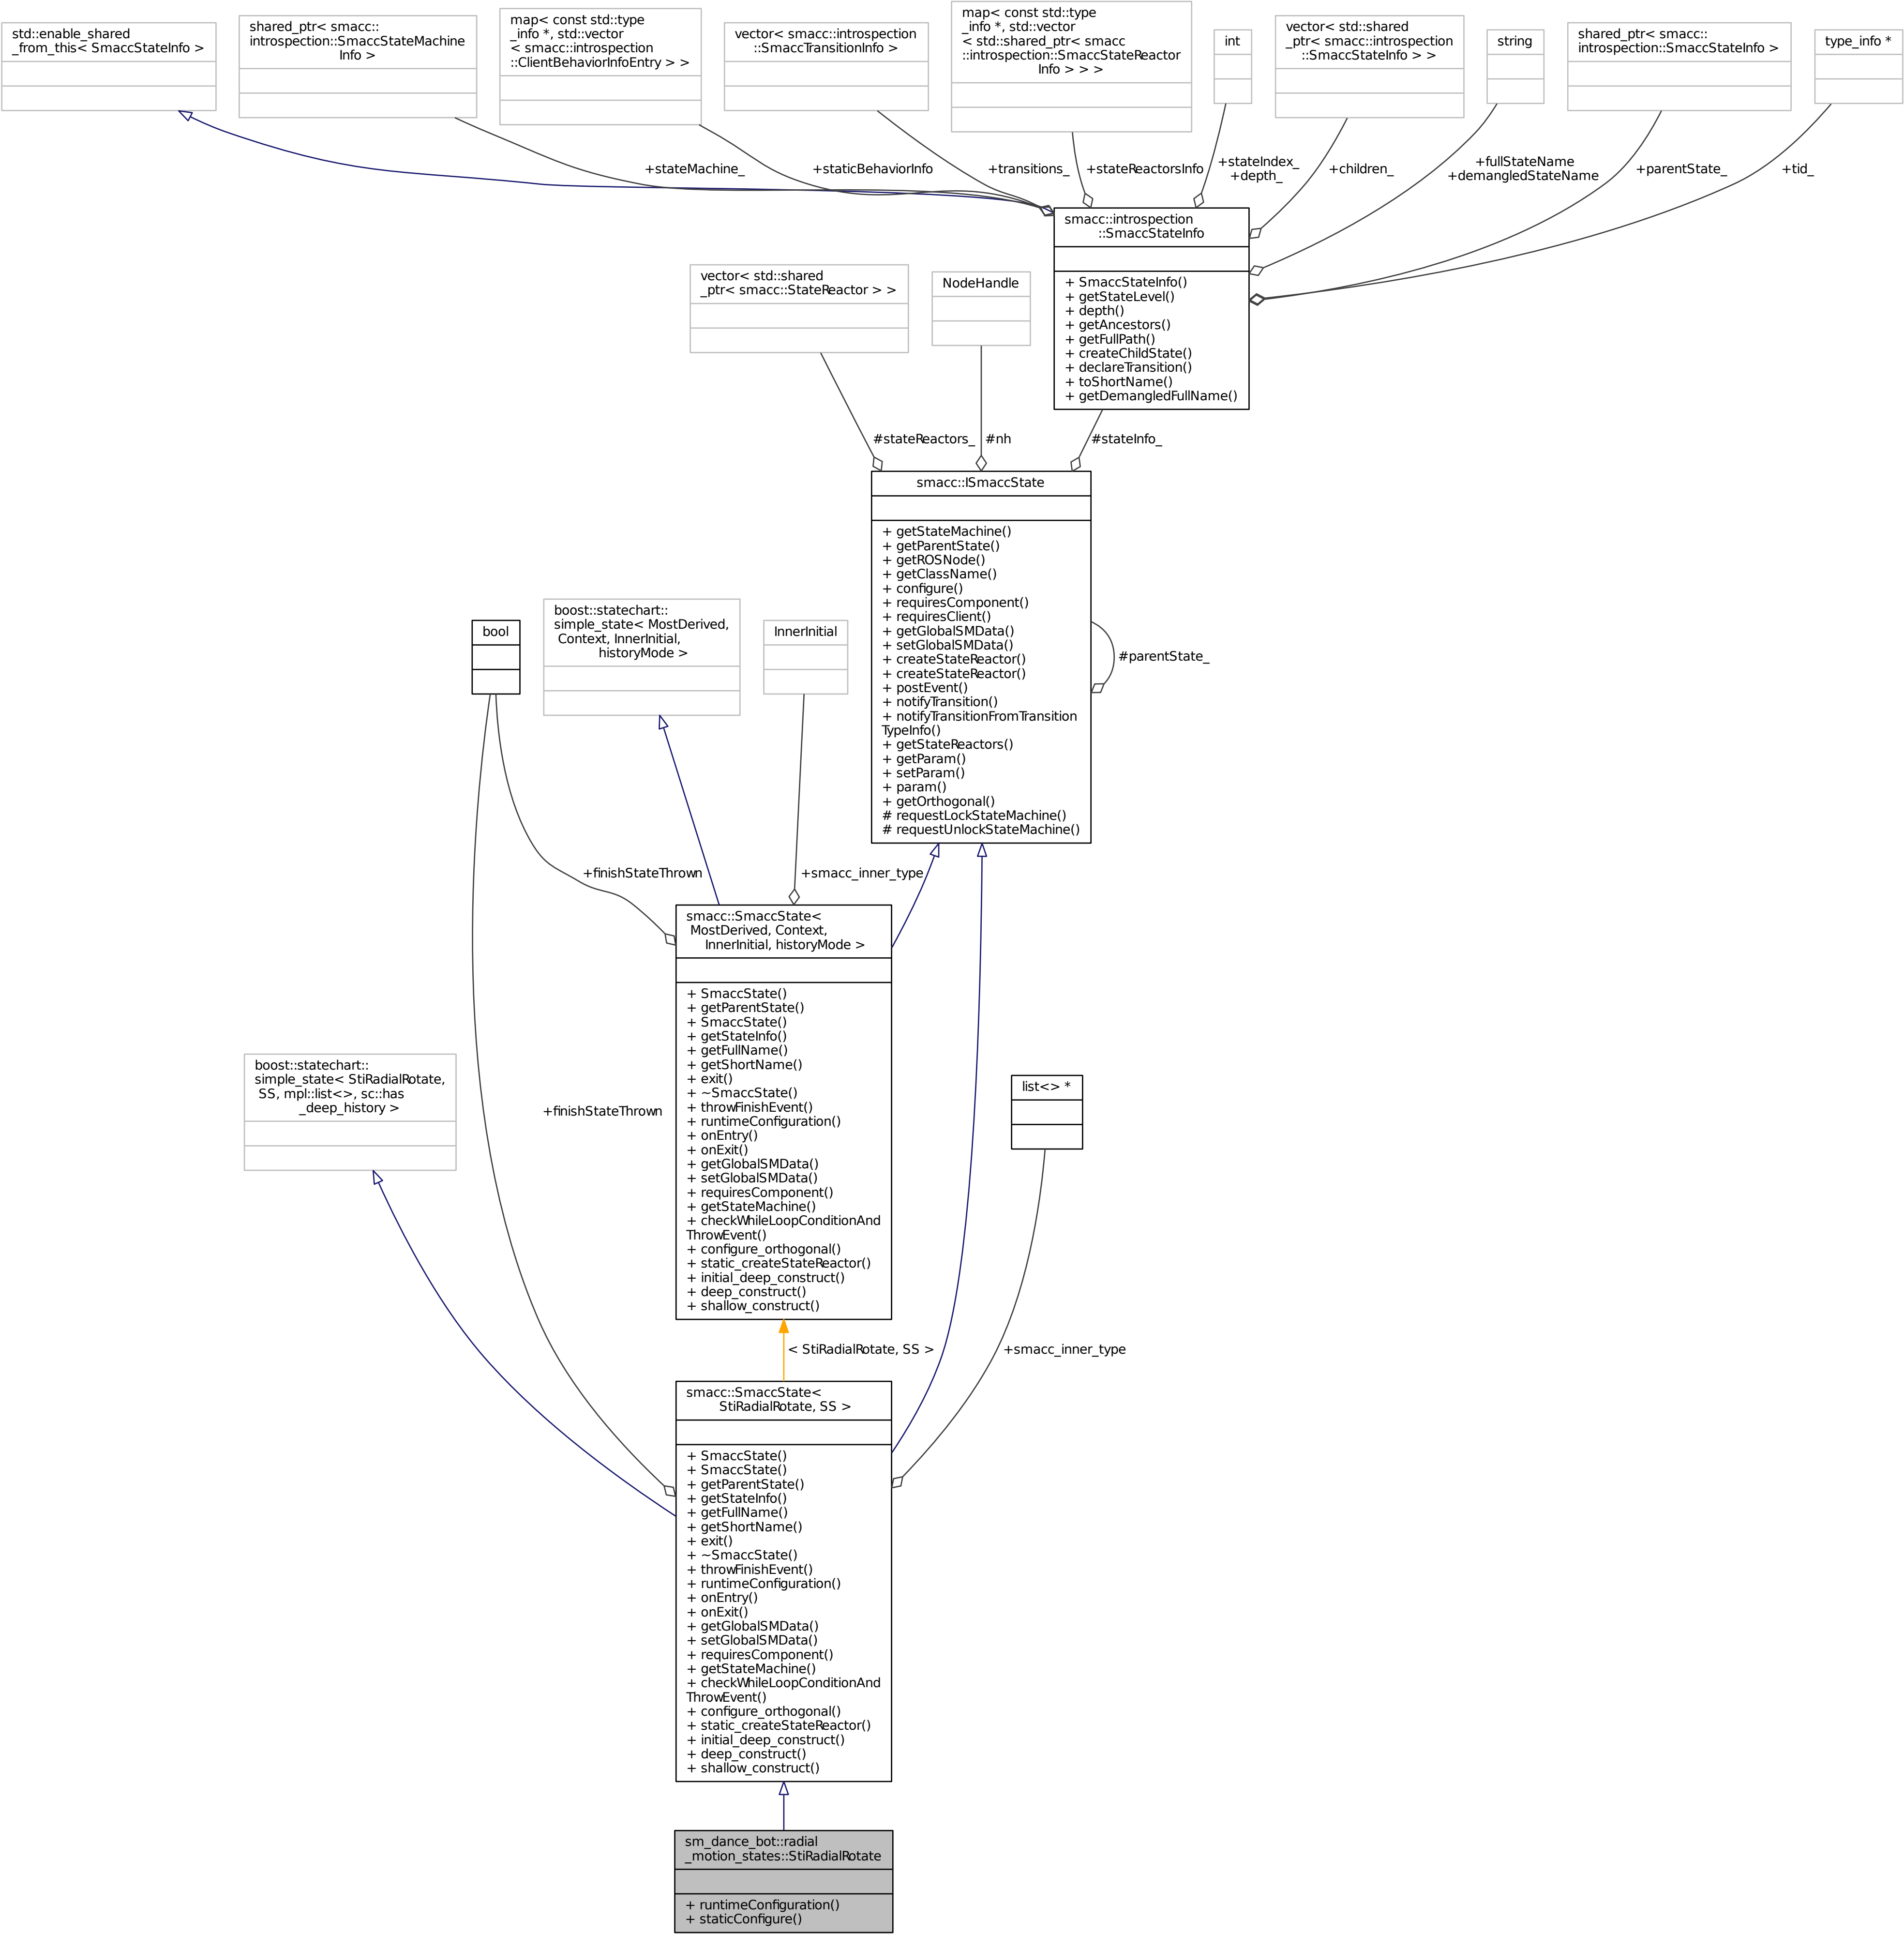 std::enable_shared
_from_this< SmaccStateInfo >
shared_ptr< smacc::
introspection::SmaccStateMachine
Info >
map< const std::type
_info *, std::vector
< smacc::introspection
::ClientBehaviorInfoEntry > >
vector< smacc::introspection
::SmaccTransitionInfo >
map< const std::type
_info *, std::vector
< std::shared_ptr< smacc
::introspection::SmaccStateReactor
Info > > >
int
vector< std::shared
_ptr< smacc::introspection
::SmaccStateInfo > >
string
shared_ptr< smacc::
introspection::SmaccStateInfo >
type_info *
+stateMachine_
+staticBehaviorInfo
+transitions_
+stateReactorsInfo
+stateIndex_
+depth_
+children_
+fullStateName
+demangledStateName
+parentState_
+tid_
smacc::introspection
::SmaccStateInfo
+ SmaccStateInfo()
+ getStateLevel()
+ depth()
+ getAncestors()
+ getFullPath()
+ createChildState()
+ declareTransition()
+ toShortName()
+ getDemangledFullName()
vector< std::shared
_ptr< smacc::StateReactor > >
NodeHandle
#stateReactors_
#nh
#stateInfo_
smacc::ISmaccState
+ getStateMachine()
+ getParentState()
+ getROSNode()
+ getClassName()
+ configure()
+ requiresComponent()
+ requiresClient()
+ getGlobalSMData()
+ setGlobalSMData()
+ createStateReactor()
+ createStateReactor()
+ postEvent()
+ notifyTransition()
+ notifyTransitionFromTransition
TypeInfo()
+ getStateReactors()
+ getParam()
+ setParam()
+ param()
+ getOrthogonal()
# requestLockStateMachine()
# requestUnlockStateMachine()
#parentState_
bool
boost::statechart::
simple_state< MostDerived,
Context, InnerInitial,
historyMode >
InnerInitial
+finishStateThrown
+smacc_inner_type
smacc::SmaccState<
MostDerived, Context,
InnerInitial, historyMode >
+ SmaccState()
+ getParentState()
+ SmaccState()
+ getStateInfo()
+ getFullName()
+ getShortName()
+ exit()
+ ~SmaccState()
+ throwFinishEvent()
+ runtimeConfiguration()
+ onEntry()
+ onExit()
+ getGlobalSMData()
+ setGlobalSMData()
+ requiresComponent()
+ getStateMachine()
+ checkWhileLoopConditionAnd
ThrowEvent()
+ configure_orthogonal()
+ static_createStateReactor()
+ initial_deep_construct()
+ deep_construct()
+ shallow_construct()
boost::statechart::
simple_state< StiRadialRotate,
SS, mpl::list<>, sc::has
_deep_history >
+finishStateThrown
list<> *
< StiRadialRotate, SS >
+smacc_inner_type
smacc::SmaccState<
StiRadialRotate, SS >
+ SmaccState()
+ SmaccState()
+ getParentState()
+ getStateInfo()
+ getFullName()
+ getShortName()
+ exit()
+ ~SmaccState()
+ throwFinishEvent()
+ runtimeConfiguration()
+ onEntry()
+ onExit()
+ getGlobalSMData()
+ setGlobalSMData()
+ requiresComponent()
+ getStateMachine()
+ checkWhileLoopConditionAnd
ThrowEvent()
+ configure_orthogonal()
+ static_createStateReactor()
+ initial_deep_construct()
+ deep_construct()
+ shallow_construct()
sm_dance_bot::radial
_motion_states::StiRadialRotate
+ runtimeConfiguration()
+ staticConfigure()